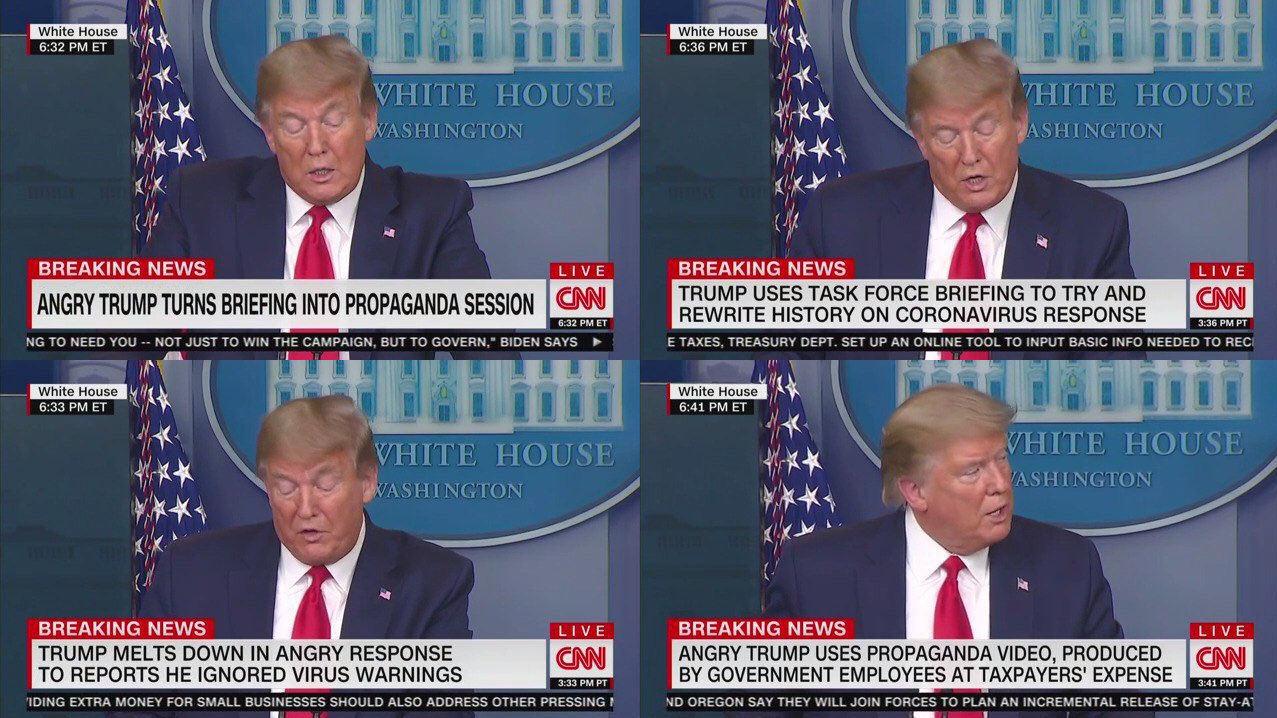 White House
6:32 PM ET
WHITE HOUSE
WASHINGTON
BREAKING NEWS
ANGRY TRUMP TURNS BRIEFING INTO PROPAGANDA SESSION
LIVE
CNN
6:32 PM ET
NG TO NEED YOU -- NOT JUST TO WIN THE CAMPAIGN, BUT TO GOVERN," BIDEN SAYS
White House
6:36 PM ET
WHITE HOUSE
WASHINGTON
BREAKING NEWS
TRUMP USES TASK FORCE BRIEFING TO TRY AND
REWRITE HISTORY ON CORONAVIRUS RESPONSE
LIVE
CNN
3:36 PM PT
E TAXES, TREASURY DEPT. SET UP AN ONLINE TOOL TO INPUT BASIC INFO NEEDED TO RECI
White House
6:33 PM ET
WHITE HOUSE
WASHINGTON
BREAKING NEWS
TRUMP MELTS DOWN IN ANGRY RESPONSE
TO REPORTS HE IGNORED VIRUS WARNINGS
LIVE
CNN
3:33 PM PT
IDING EXTRA MONEY FOR SMALL BUSINESSES SHOULD ALSO ADDRESS OTHER PRESSING
White House
6:41 PM ET
WHITE HOUSE
WASHINGTON
BREAKING NEWS
ANGRY TRUMP USES PROPAGANDA VIDEO, PRODUCED
BY GOVERNMENT EMPLOYEES AT TAXPAYERS' EXPENSE
LIVE
CNN
3:41 PM PT
ND OREGON SAY THEY WILL JOIN FORCES TO PLAN AN INCREMENTAL RELEASE OF STAY-A